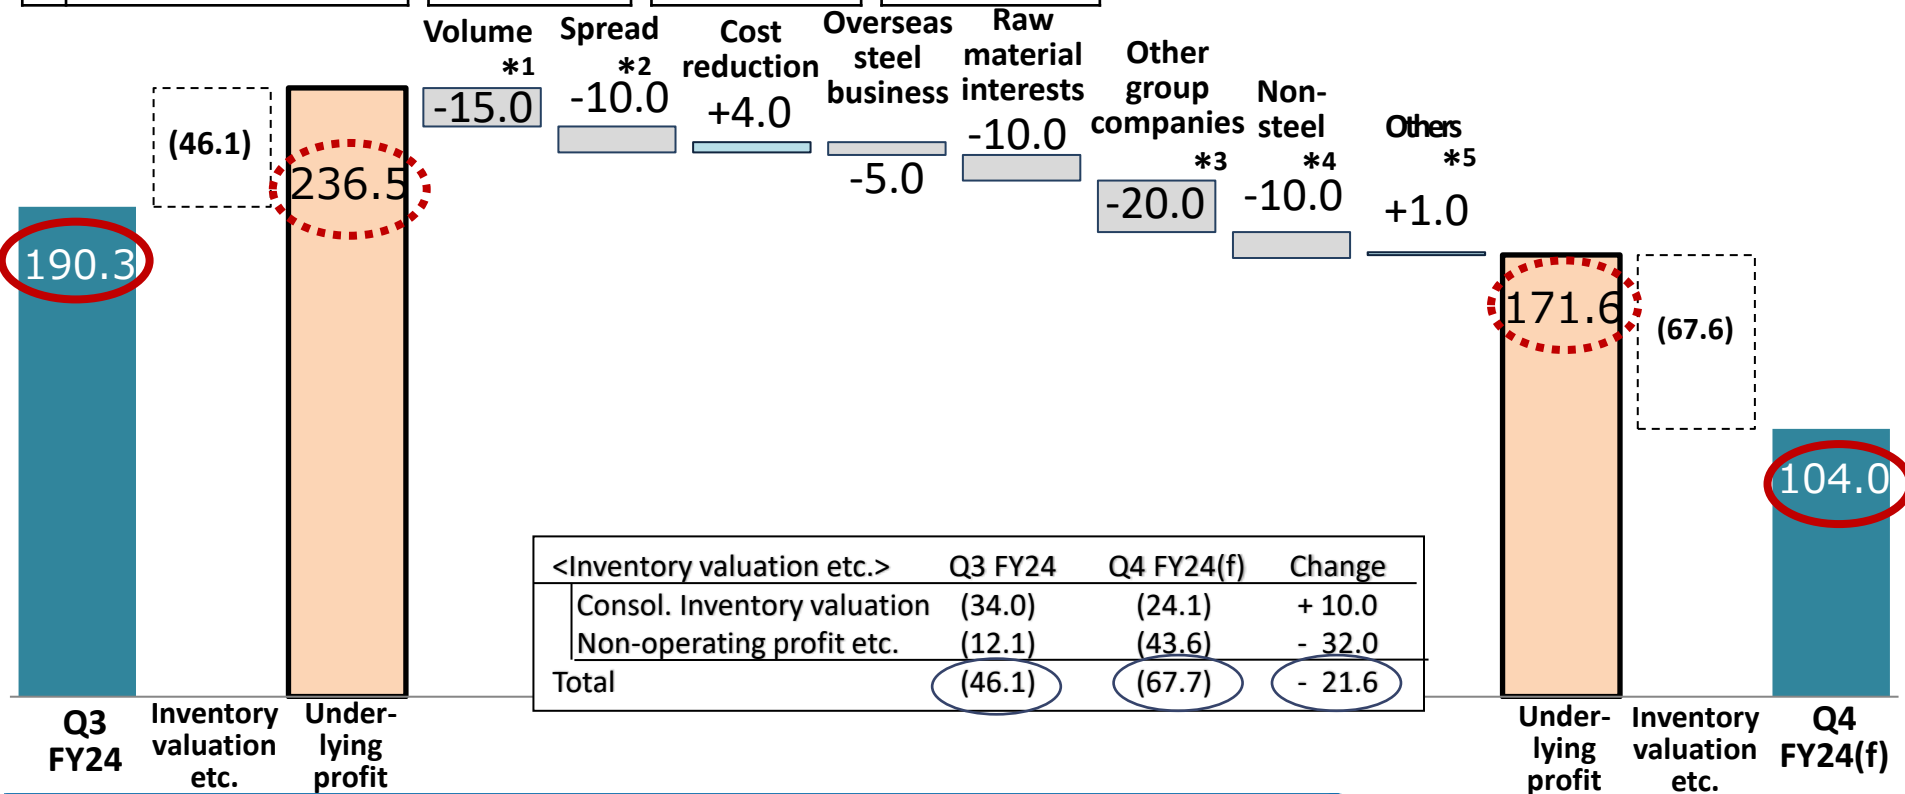 Volume
*1
-15.0
Spread
*2
-10.0
Cost
reduction
+4.0
Overseas
steel
business
-5.0
Raw
material
interests
-10.0
Other
group
companies
*3
-20.0
Non-
steel
*4
-10.0
Others
*5
+1.0
190.3
(46.1)
236.5
171.6
(67.6)
104.0
<Inventory valuation etc.> Q3 FY24 Q4 FY24(f) Change
Consol. Inventory valuation (34.0) (24.1) + 10.0
Non-operating profit etc. (12.1) (43.6) - 32.0
Total (46.1) (67.7) - 21.6
Q3
FY24
Inventory
valuation
etc.
Under-
lying
profit
Under-
lying
profit
Inventory
valuation
etc.
Q4
FY24(f)